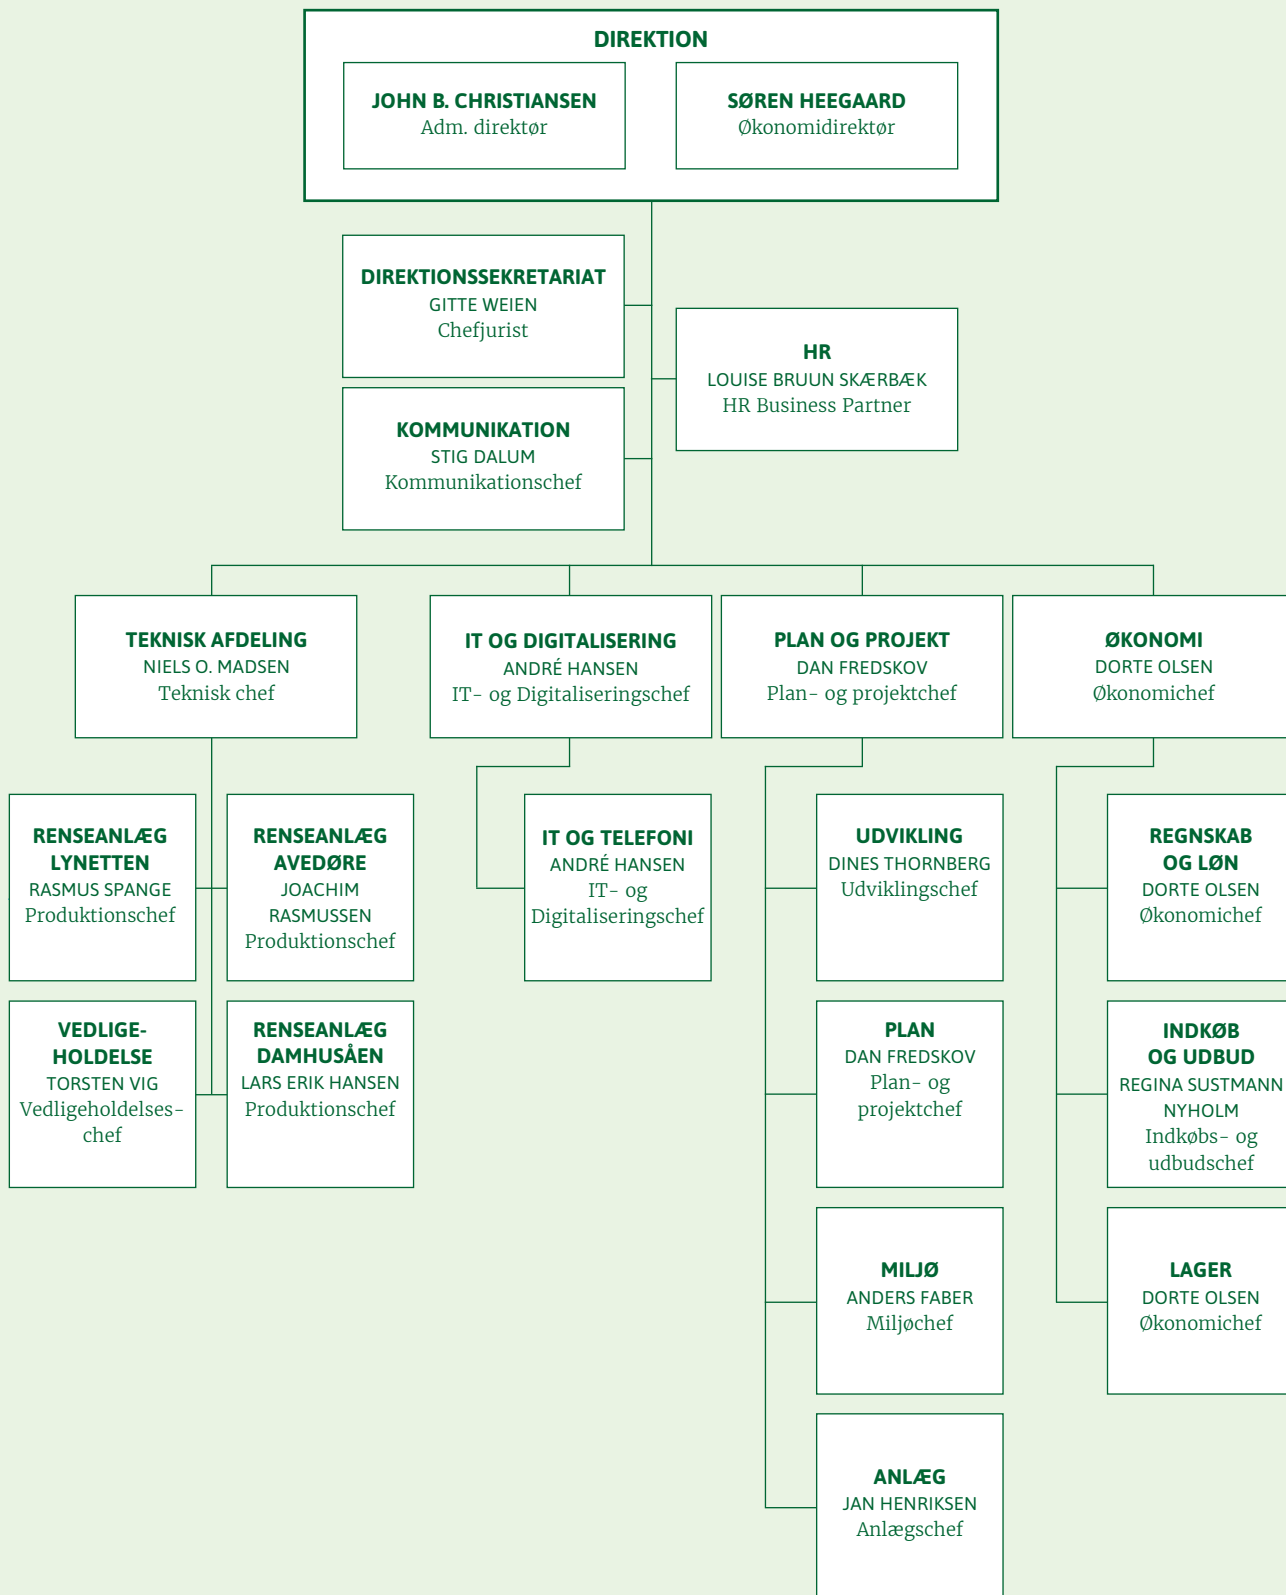 DIREKTION
JOHN B. CHRISTIANSEN
Adm. direktør
SØREN HEEGAARD
Økonomidirektør
DIREKTIONSSEKRETARIAT
GITTE WEIEN
Chefjurist
HR
LOUISE BRUUN SKÆRBÆK
HR Business Partner
KOMMUNIKATION
STIG DALUM
Kommunikationschef
TEKNISK AFDELING
NIELS O. MADSEN
Teknisk chef
IT OG DIGITALISERING
ANDRÉ HANSEN
IT- og Digitaliseringschef
PLAN OG PROJEKT
DAN FREDSKOV
Plan- og projektchef
ØKONOMI
DORTE OLSEN
Økonomichef
RENSEANLÆG
LYNETTEN
RASMUS SPANGE
Produktionschef
RENSEANLÆG
AVEDØRE
JOACHIM
RASMUSSEN
Produktionschef
VEDLIGE-
HOLDELSE
TORSTEN VIG
Vedligeholdelses-
chef
RENSEANLÆG
DAMHUSÅEN
LARS ERIK HANSEN
Produktionschef
IT OG TELEFONI
ANDRÉ HANSEN
IT- og
Digitaliseringschef
UDVIKLING
DINES THORNBERG
Udviklingschef
PLAN
DAN FREDSKOV
Plan- og
projektchef
MILJØ
ANDERS FABER
Miljøchef
ANLÆG
JAN HENRIKSEN
Anlægschef
REGNSKAB
OG LØN
DORTE OLSEN
Økonomichef
INDKØB
OG UDBUD
REGINA SUSTMANN
NYHOLM
Indkøbs- og
udbudschef
LAGER
DORTE OLSEN
Økonomichef